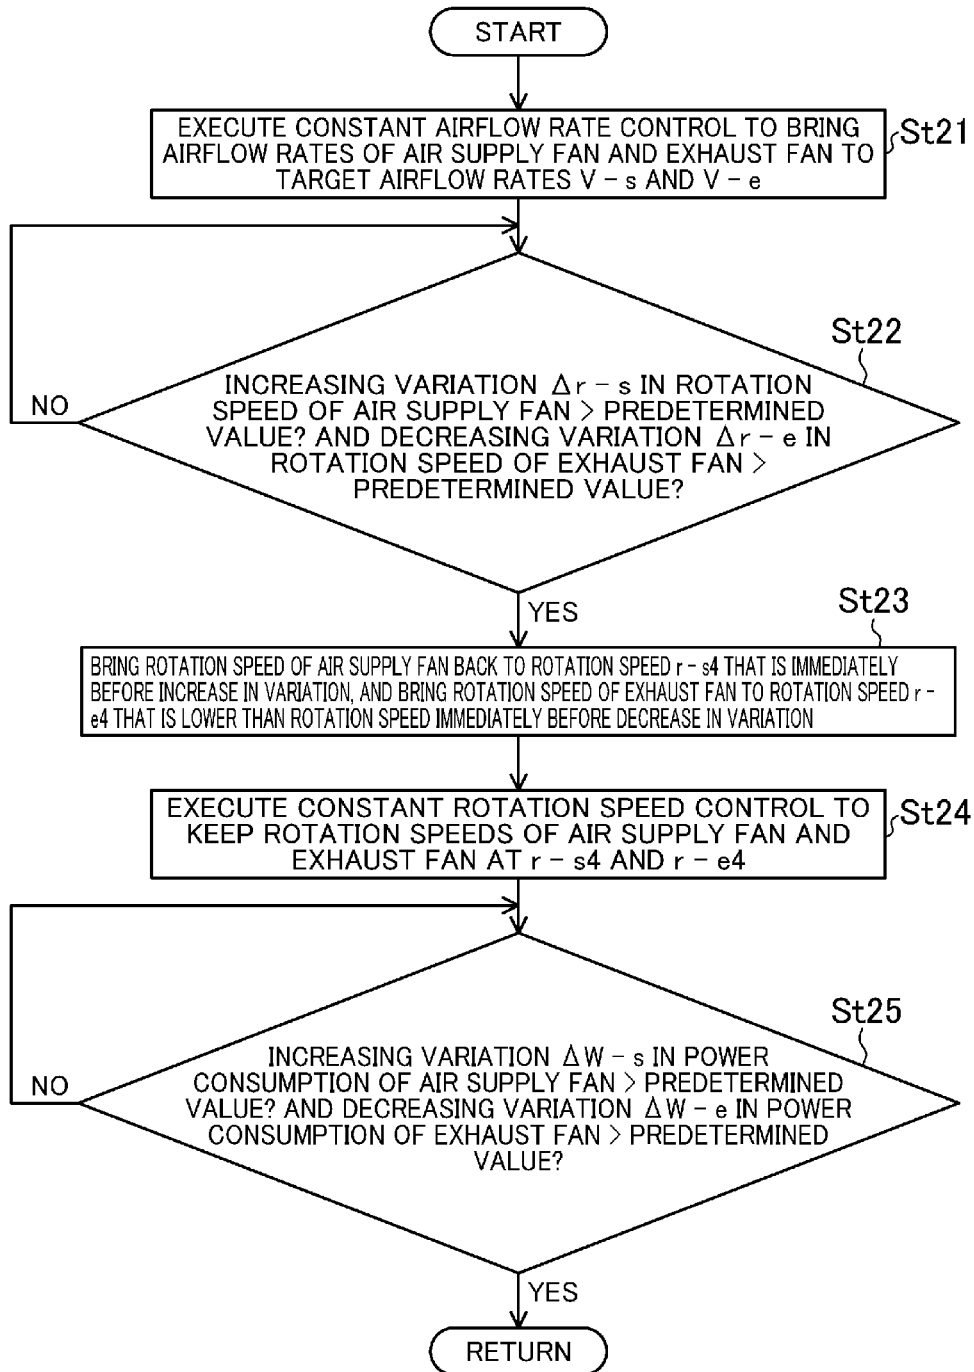 START
EXECUTE CONSTANT AIRFLOW RATE CONTROL TO BRING
AIRFLOW RATES OF AIR SUPPLY FAN AND EXHAUST FAN TO
TARGET AIRFLOW RATES V - s AND V - e
St21
St22
INCREASING VARIATION Δr - s IN ROTATION
SPEED OF AIR SUPPLY FAN > PREDETERMINED
VALUE? AND DECREASING VARIATION Δr - e IN
ROTATION SPEED OF EXHAUST FAN >
PREDETERMINED VALUE?
NO
YES
St23
BRING ROTATION SPEED OF AIR SUPPLY FAN BACK TO ROTATION SPEED r - s4 THAT IS IMMEDIATELY
BEFORE INCREASE IN VARIATION, AND BRING ROTATION SPEED OF EXHAUST FAN TO ROTATION SPEED r -
e4 THAT IS LOWER THAN ROTATION SPEED IMMEDIATELY BEFORE DECREASE IN VARIATION
EXECUTE CONSTANT ROTATION SPEED CONTROL TO
KEEP ROTATION SPEEDS OF AIR SUPPLY FAN AND
EXHAUST FAN AT r - s4 AND r - e4
St24
St25
INCREASING VARIATION ΔW - s IN POWER
CONSUMPTION OF AIR SUPPLY FAN > PREDETERMINED
VALUE? AND DECREASING VARIATION ΔW - e IN POWER
CONSUMPTION OF EXHAUST FAN > PREDETERMINED
VALUE?
NO
YES
RETURN